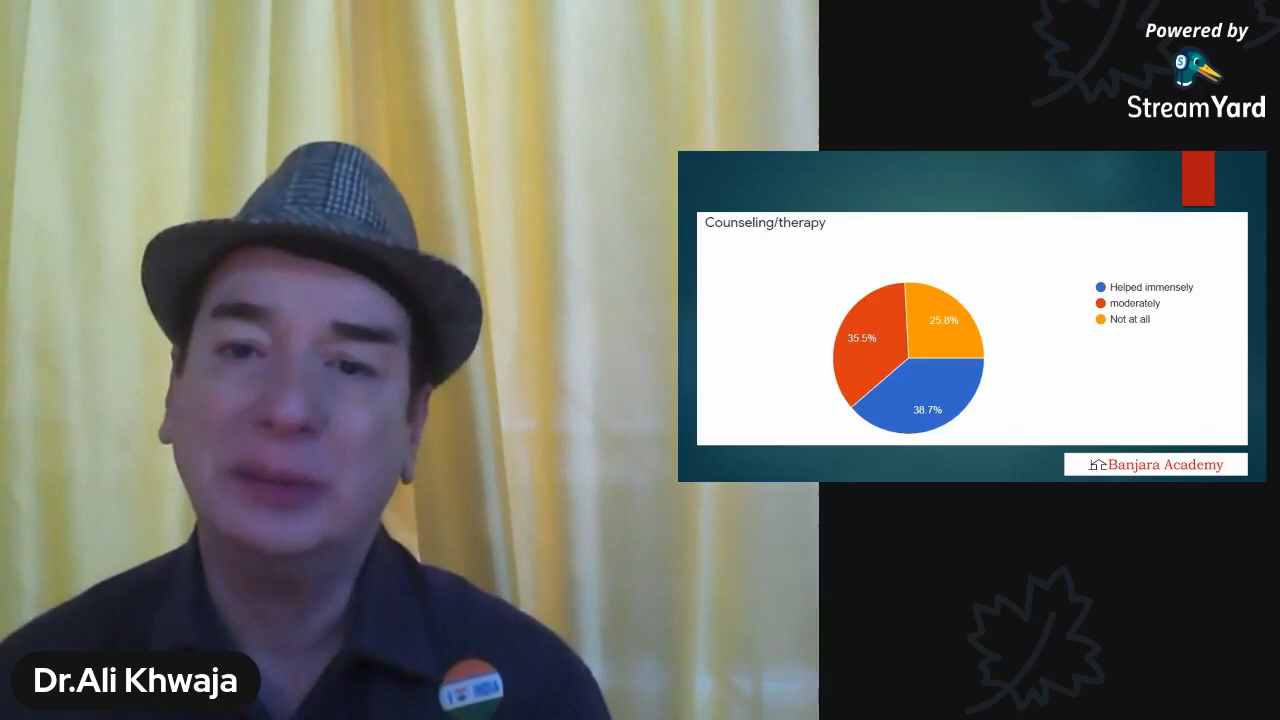 Powered by
StreamYard
Counseling/therapy
Helped immensely
moderately
Not at all
25.8%
35.5%
38.7%
Banjara Academy
Dr.Ali Khwaja
I INDIA